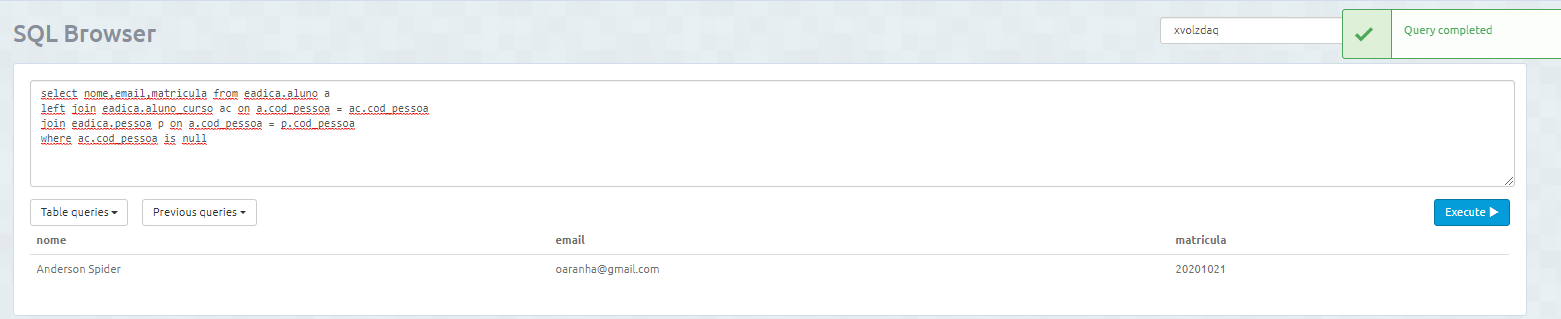 SQL Browser
xvolzdaq
Query completed
select nome,email,matricula from eadica.aluno a
left join eadica.aluno_curso ac on a.cod_pessoa = ac.cod_pessoa
join eadica.pessoa p on a.cod_pessoa = p.cod_pessoa
where ac.cod_pessoa is null
Table queries
Previous queries
Execute
nome email matricula
Anderson Spider oaranha@gmail.com 20201021